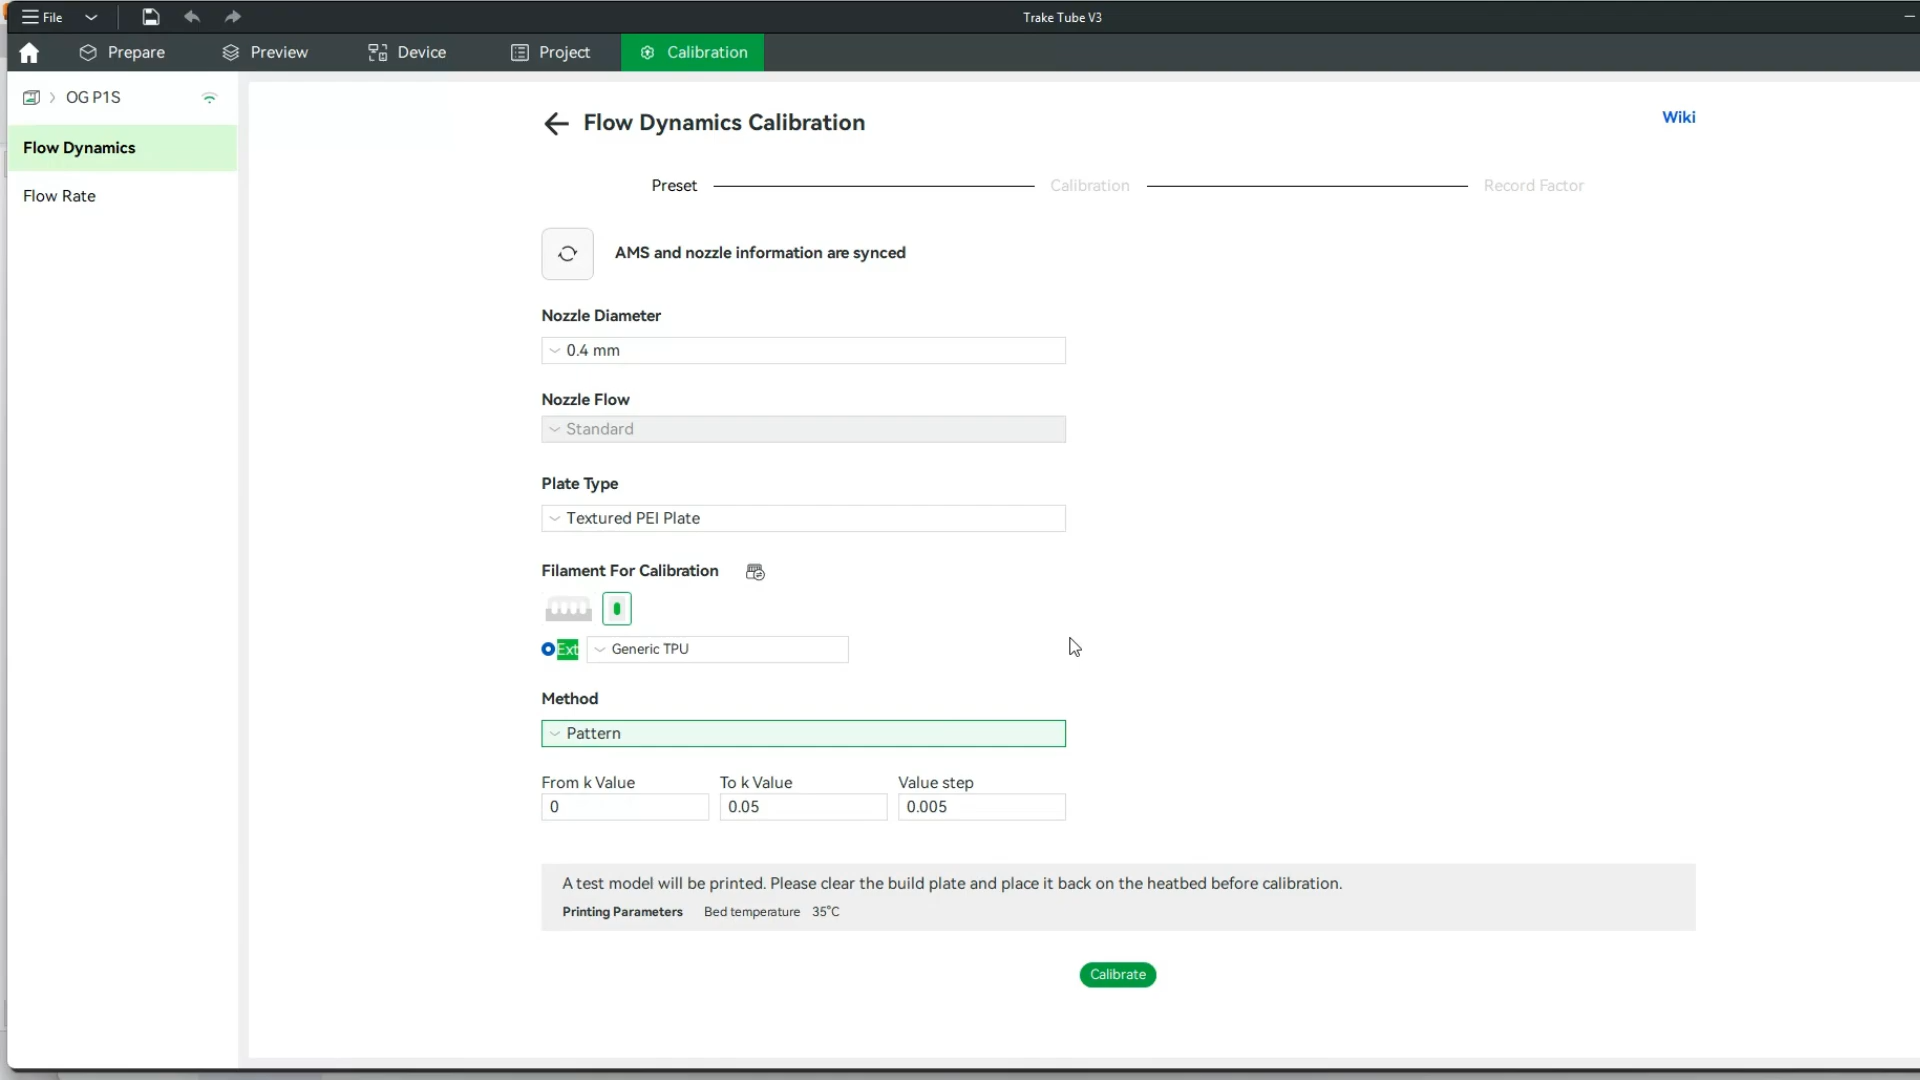 File
Trake Tube V3
Prepare
Preview
Device
Project
Calibration
OG P1S
Flow Dynamics
Flow Rate
Flow Dynamics Calibration
Wiki
Preset
Calibration
Record Factor
AMS and nozzle information are synced
Nozzle Diameter
0.4 mm
Nozzle Flow
Standard
Plate Type
Textured PEI Plate
Filament For Calibration
Ext
Generic TPU
Method
Pattern
From k Value
To k Value
Value step
0
0.05
0.005
A test model will be printed. Please clear the build plate and place it back on the heatbed before calibration.
Printing Parameters Bed temperature 35°C
Calibrate